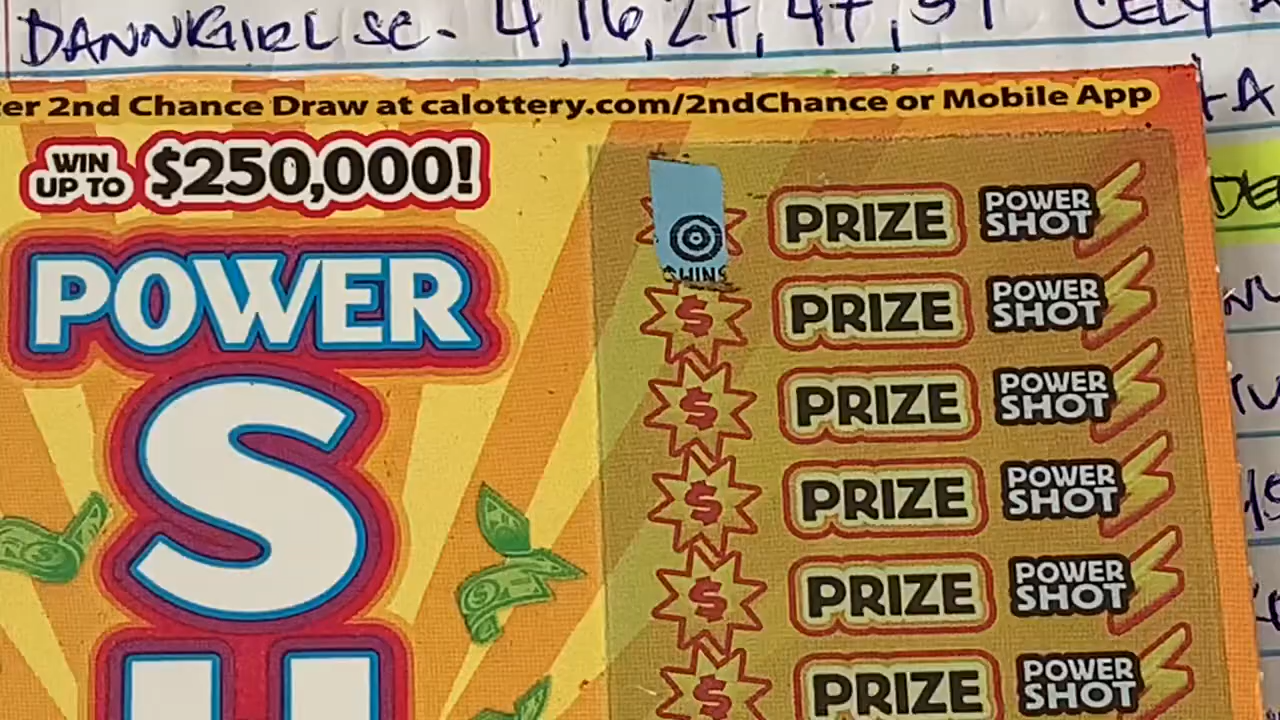 DANNGIRL SC- 4, 16, 27, 47, 51 CELY
er 2nd Chance Draw at calottery.com/2ndChance or Mobile App
WIN UP TO $250,000!
POWER
S
PRIZE POWER SHOT
$WINS
$ PRIZE POWER SHOT
$ PRIZE POWER SHOT
$ PRIZE POWER SHOT
$ PRIZE POWER SHOT
$ PRIZE POWER SHOT